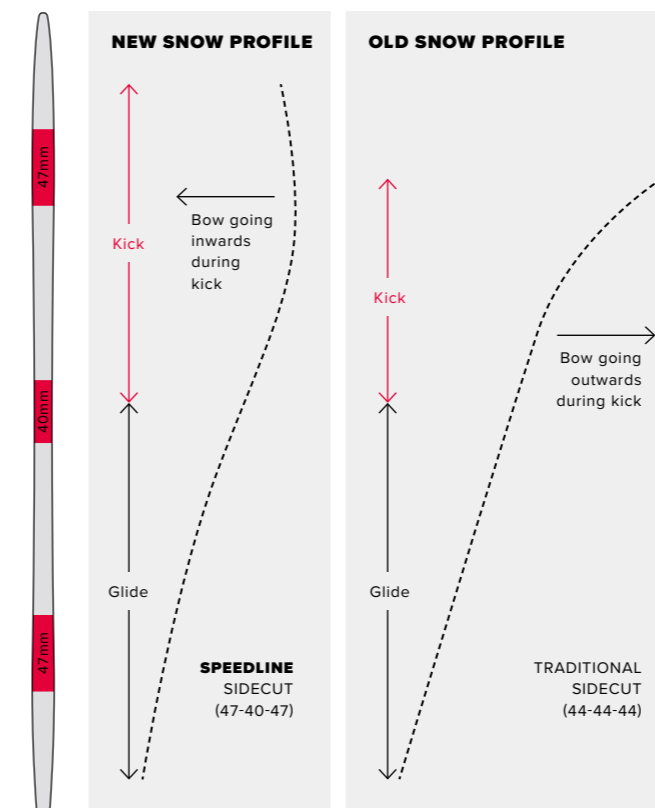 47mm
40mm
47mm
NEW SNOW PROFILE
Kick
Bow going
inwards
during
kick
Glide
SPEEDLINE
SIDECUT
(47-40-47)
OLD SNOW PROFILE
Kick
Bow going
outwards
during kick
Glide
TRADITIONAL
SIDECUT
(44-44-44)